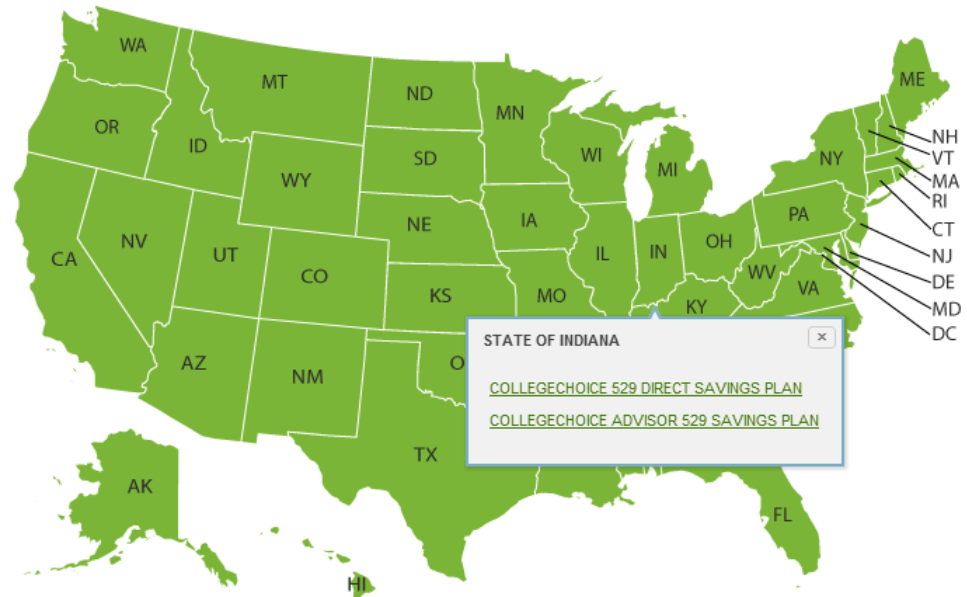 WA
MT
ND
MN
ME
OR
ID
SD
WI
MI
NY
NH
VT
MA
RI
WY
NE
IA
PA
CT
NV
UT
CO
IL
IN
OH
NJ
CA
KS
MO
WV
VA
DE
KY
MD
DC
AZ
NM
STATE OF INDIANA
×
COLLEGECHOICE 529 DIRECT SAVINGS PLAN
COLLEGECHOICE ADVISOR 529 SAVINGS PLAN
TX
AK
FL
HI